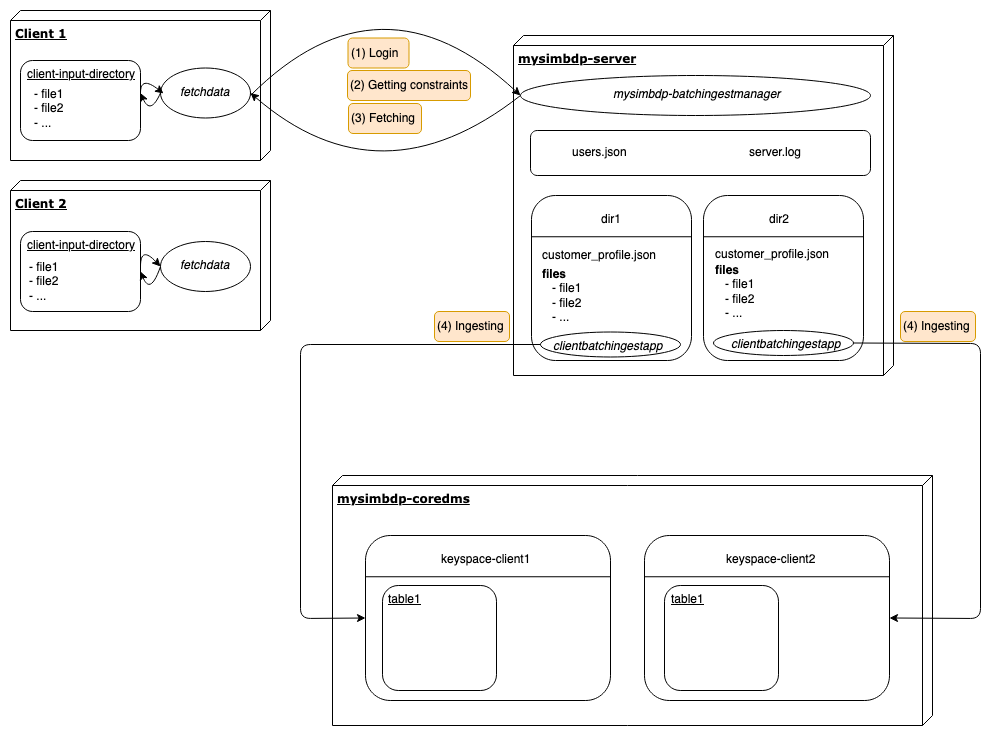 Client 1
client-input-directory
- file1
- file2
- ...
fetchdata
(1) Login
(2) Getting constraints
(3) Fetching
mysimbdp-server
mysimbdp-batchingestmanager
users.json
server.log
Client 2
client-input-directory
- file1
- file2
- ...
fetchdata
dir1
customer_profile.json
files
- file1
- file2
- ...
clientbatchingestapp
dir2
customer_profile.json
files
- file1
- file2
- ...
clientbatchingestapp
(4) Ingesting
(4) Ingesting
mysimbdp-coredms
keyspace-client1
table1
keyspace-client2
table1